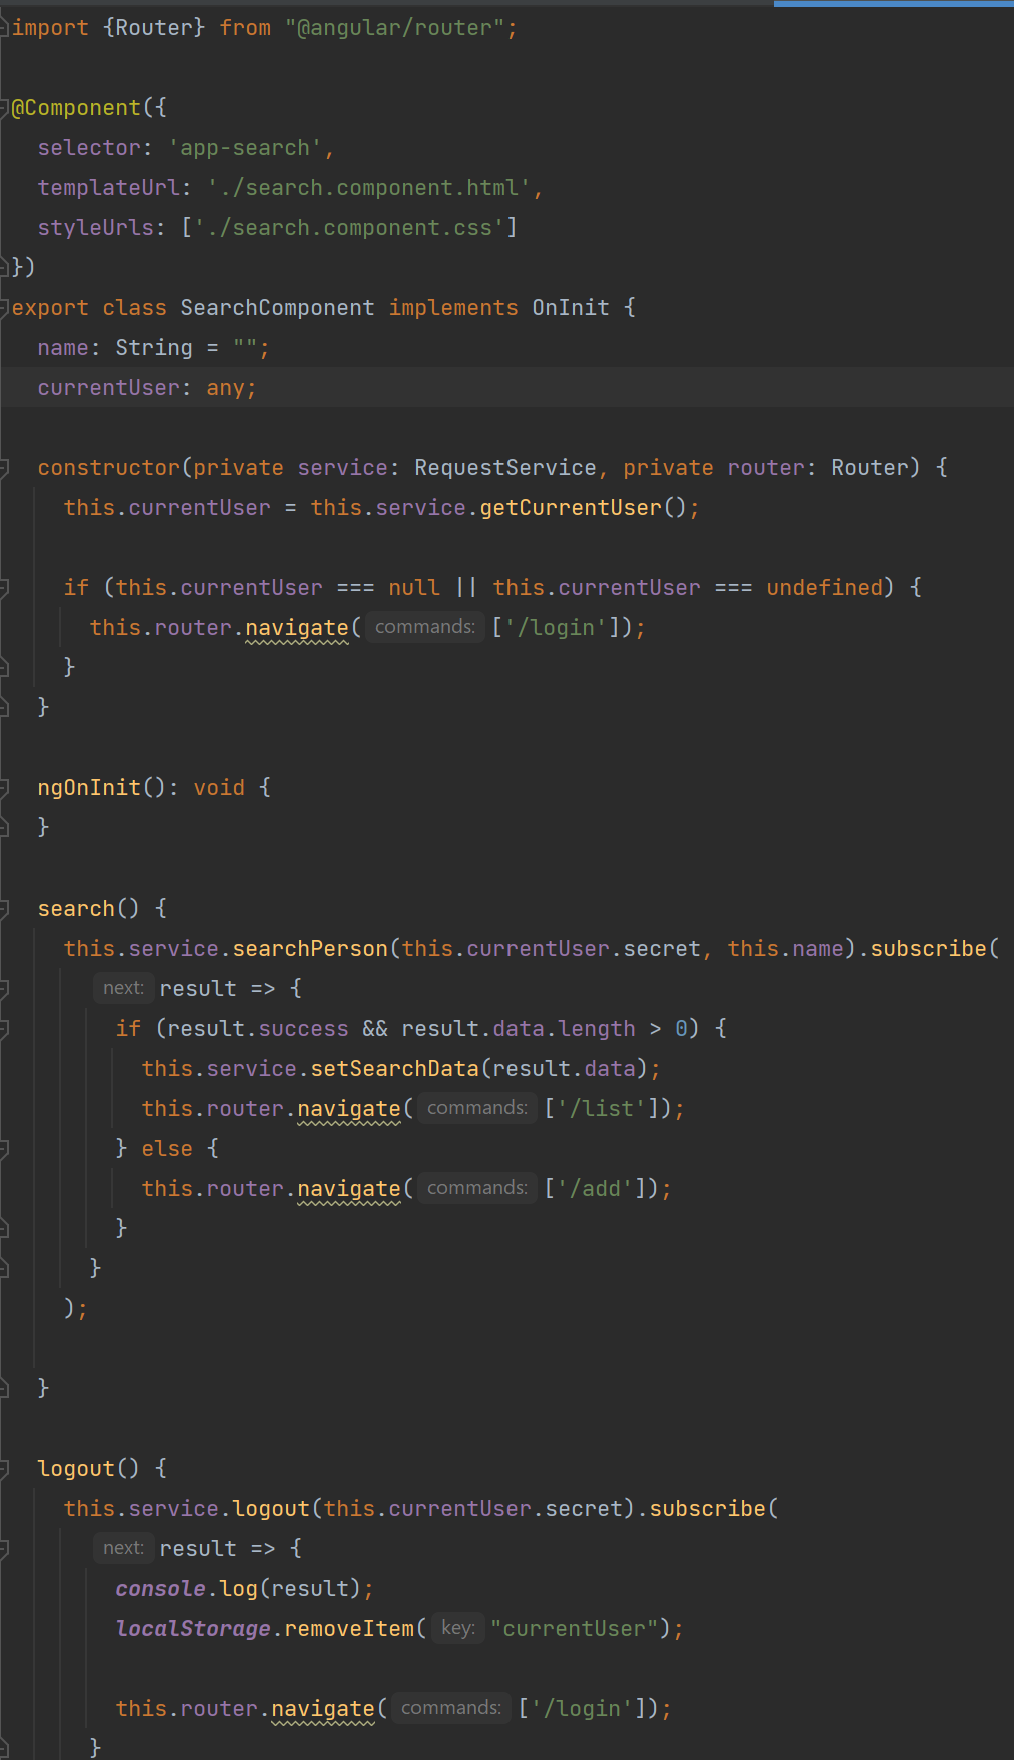 import {Router} from "@angular/router";
@Component({
  selector: 'app-search',
  templateUrl: './search.component.html',
  styleUrls: ['./search.component.css']
})
export class SearchComponent implements OnInit {
  name: String = "";
  currentUser: any;
  constructor(private service: RequestService, private router: Router) {
    this.currentUser = this.service.getCurrentUser();
    if (this.currentUser === null || this.currentUser === undefined) {
      this.router.navigate( commands: ['/login']);
    }
  }
  ngOnInit(): void {
  }
  search() {
    this.service.searchPerson(this.currentUser.secret, this.name).subscribe(
      next: result => {
        if (result.success && result.data.length > 0) {
          this.service.setSearchData(result.data);
          this.router.navigate( commands: ['/list']);
        } else {
          this.router.navigate( commands: ['/add']);
        }
      }
    );
  }
  logout() {
    this.service.logout(this.currentUser.secret).subscribe(
      next: result => {
        console.log(result);
        localStorage.removeItem( key: "currentUser");
        this.router.navigate( commands: ['/login']);
      }